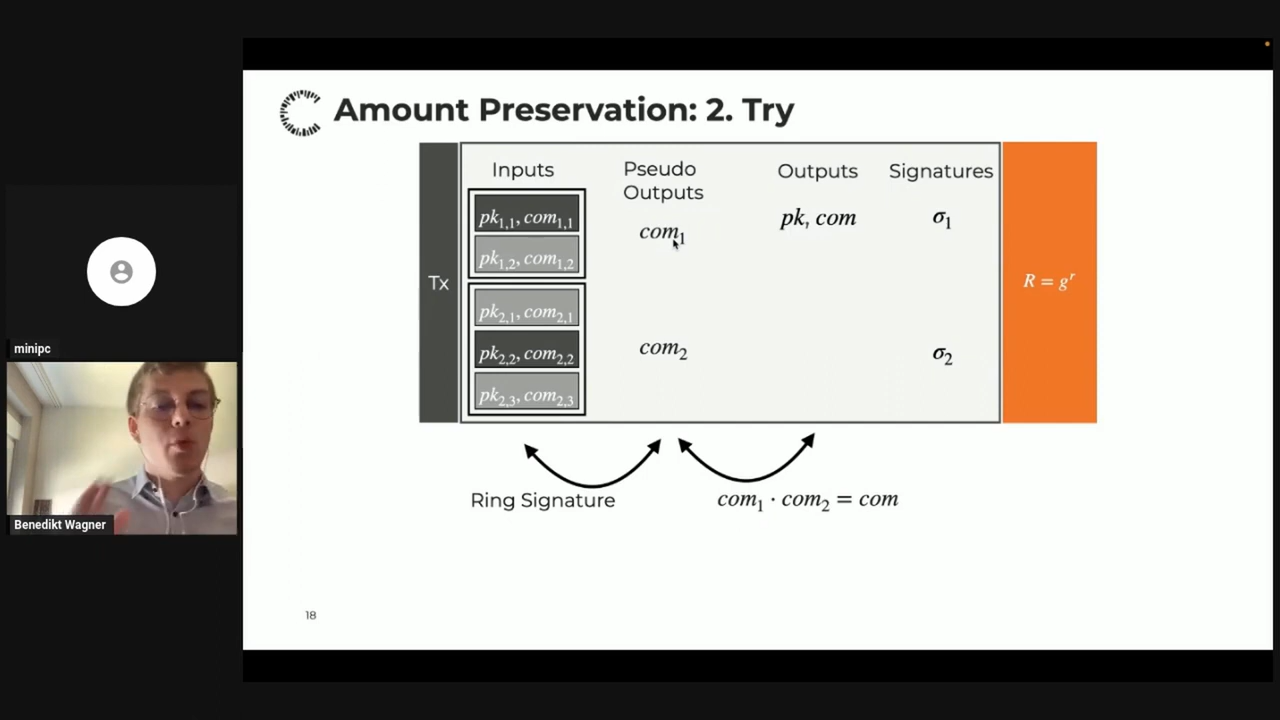 Amount Preservation: 2. Try
Inputs
Pseudo Outputs
Outputs
Signatures
Tx
pk₁,₁, com₁,₁
pk₁,₂, com₁,₂
pk₂,₁, com₂,₁
pk₂,₂, com₂,₂
pk₂,₃, com₂,₃
com₁
com₂
pk, com
σ₁
σ₂
R = gʳ
Ring Signature
com₁ · com₂ = com
18
minipc
Benedikt Wagner